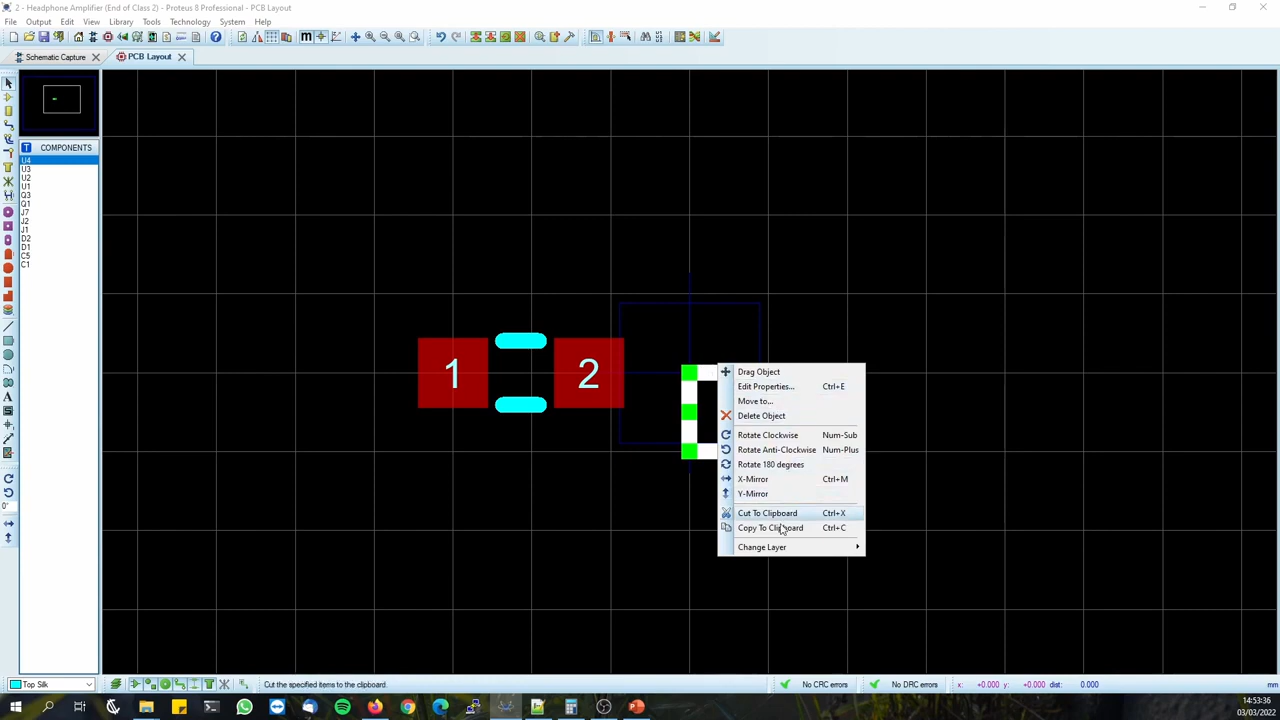 2 - Headphone Amplifier (End of Class 2) - Proteus 8 Professional - PCB Layout
File Output Edit View Library Tools Technology System Help
Schematic Capture PCB Layout
COMPONENTS
U4
U3
U2
U1
Q3
Q1
J7
J2
J1
D2
D1
C5
C1
1 2
Drag Object
Edit Properties... Ctrl+E
Move to...
Delete Object
Rotate Clockwise Num-Sub
Rotate Anti-Clockwise Num-Plus
Rotate 180 degrees
X-Mirror Ctrl+M
Y-Mirror
Cut To Clipboard Ctrl+X
Copy To Clipboard Ctrl+C
Change Layer
0°
Top Silk Cut the specified items to the clipboard. No CRC errors No DRC errors x: +0.000 y: +0.000 dist: 0.000 mm
14:53:36
03/03/2022